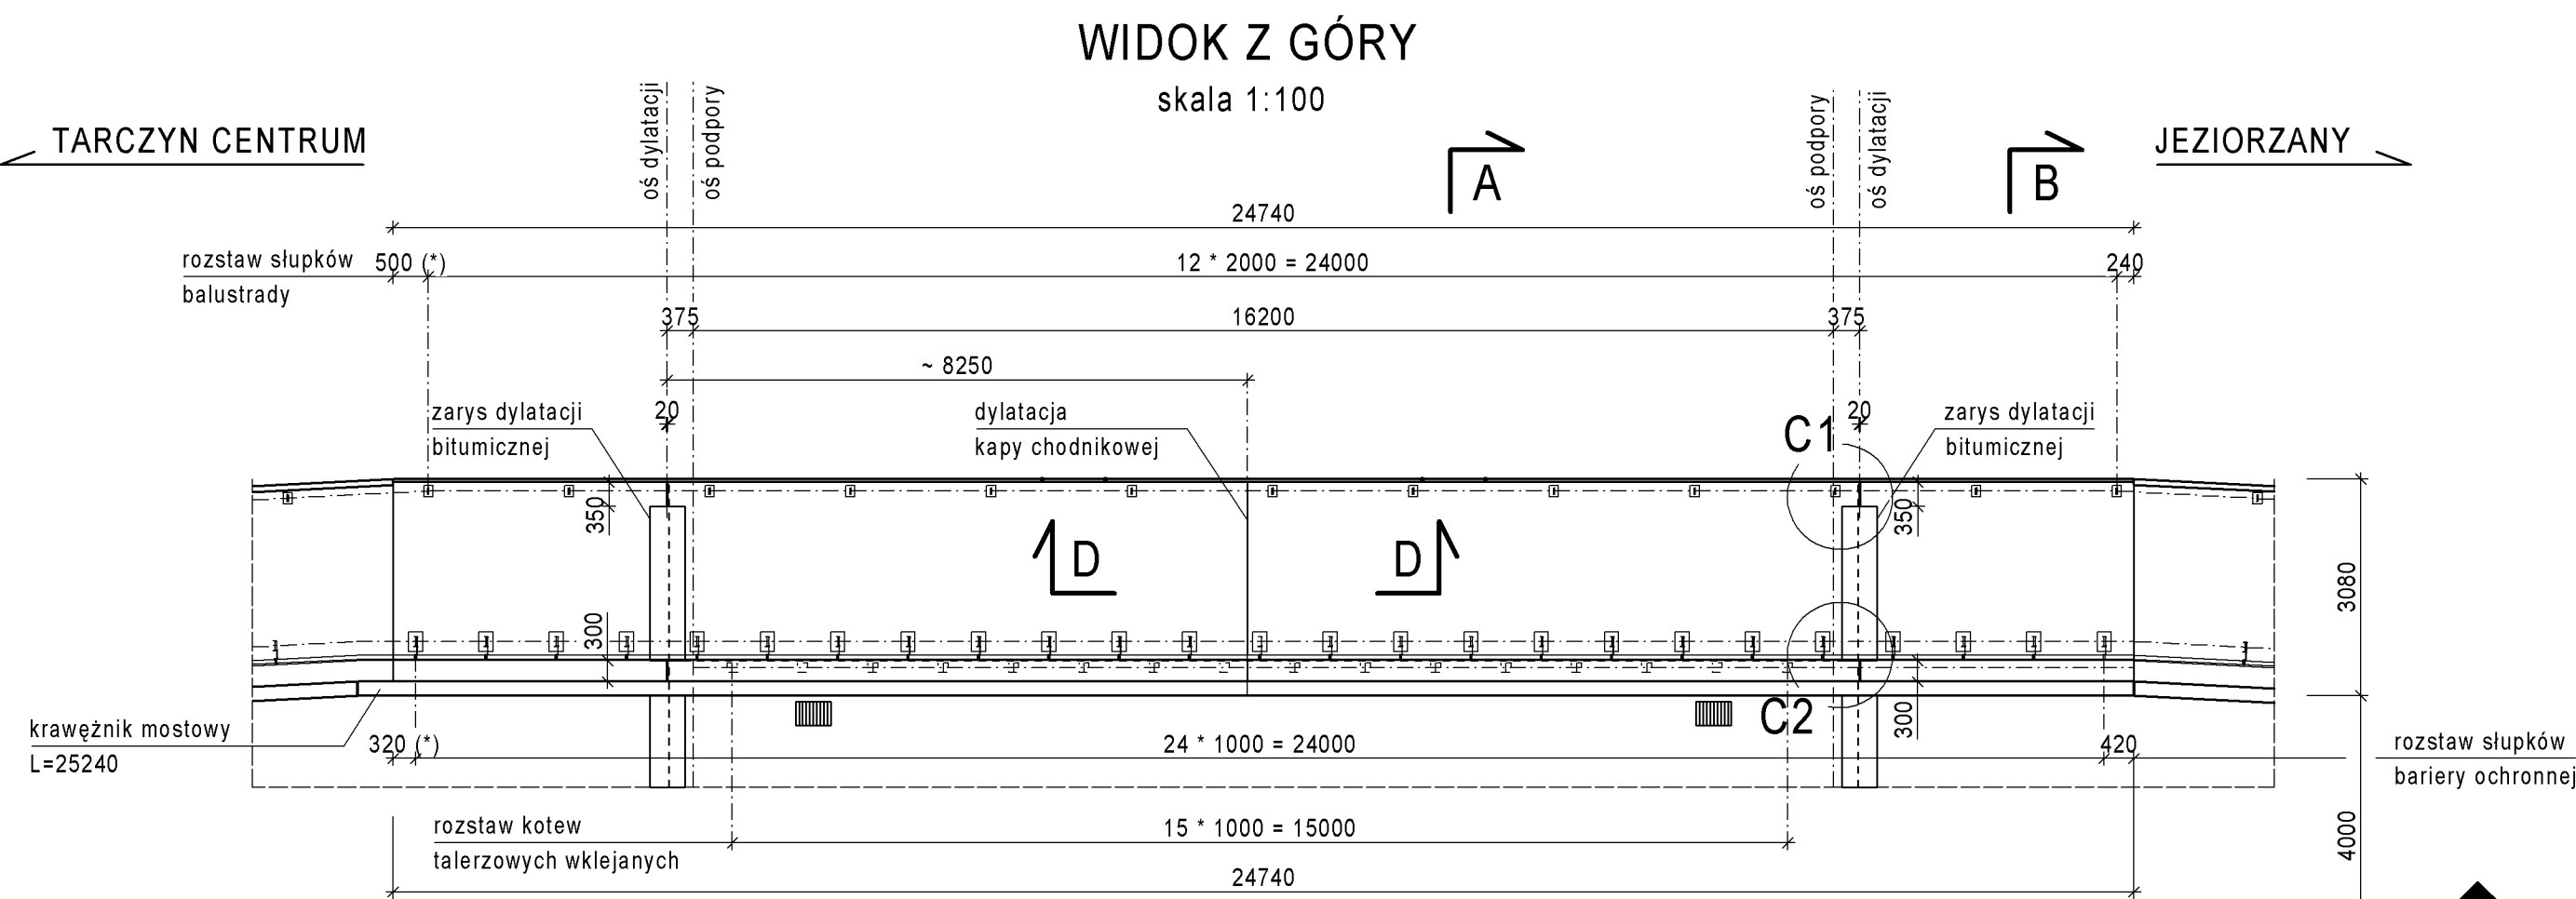 WIDOK Z GÓRY
skala 1:100
TARCZYN CENTRUM
oś dylatacji
oś podpory
oś podpory
oś dylatacji
A
B
JEZIORZANY
24740
rozstaw słupków
balustrady
500 (*)
12 * 2000 = 24000
240
375
16200
375
~ 8250
zarys dylatacji
bitumicznej
20
dylatacja
kapy chodnikowej
C1
20
zarys dylatacji
bitumicznej
350
350
D
D
3080
300
300
C2
krawężnik mostowy
L=25240
320 (*)
24 * 1000 = 24000
420
rozstaw słupków
bariery ochronnej
rozstaw kotew
talerzowych wklejanych
15 * 1000 = 15000
4000
24740